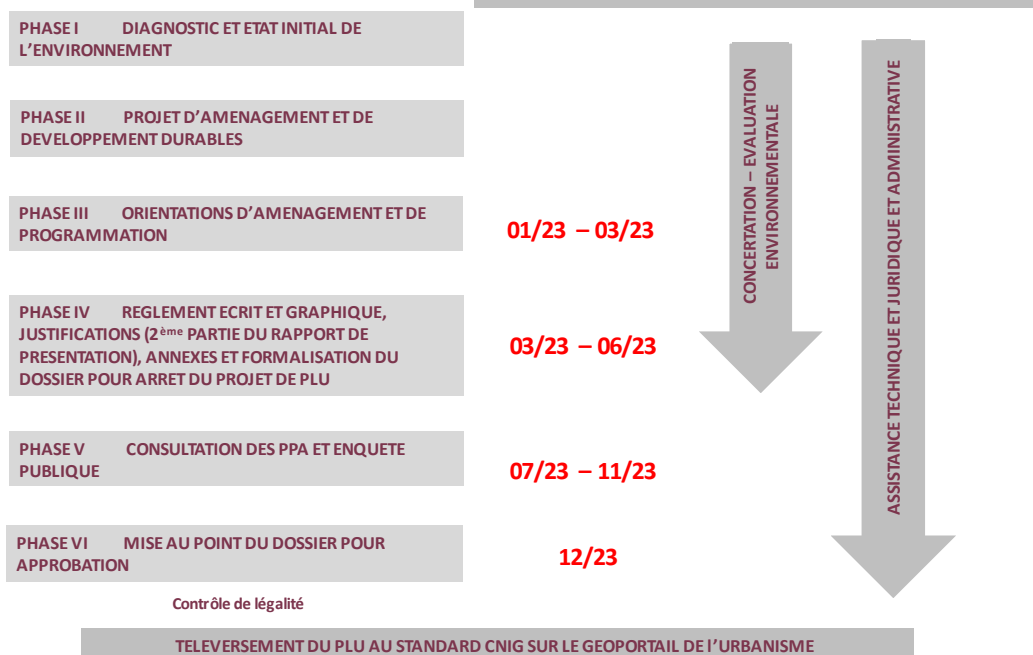 PHASE I DIAGNOSTIC ET ETAT INITIAL DE
L'ENVIRONNEMENT
PHASE II PROJET D'AMENAGEMENT ET DE
DEVELOPPEMENT DURABLES
PHASE III ORIENTATIONS D'AMENAGEMENT ET DE
PROGRAMMATION
01/23 – 03/23
PHASE IV REGLEMENT ECRIT ET GRAPHIQUE,
JUSTIFICATIONS (2ème PARTIE DU RAPPORT DE
PRESENTATION), ANNEXES ET FORMALISATION DU
DOSSIER POUR ARRET DU PROJET DE PLU
03/23 – 06/23
PHASE V CONSULTATION DES PPA ET ENQUETE
PUBLIQUE
07/23 – 11/23
PHASE VI MISE AU POINT DU DOSSIER POUR
APPROBATION
12/23
CONCERTATION – EVALUATION
ENVIRONNEMENTALE
ASSISTANCE TECHNIQUE ET JURIDIQUE ET ADMINISTRATIVE
Contrôle de légalité
TELEVERSEMENT DU PLU AU STANDARD CNIG SUR LE GEOPORTAIL DE l'URBANISME